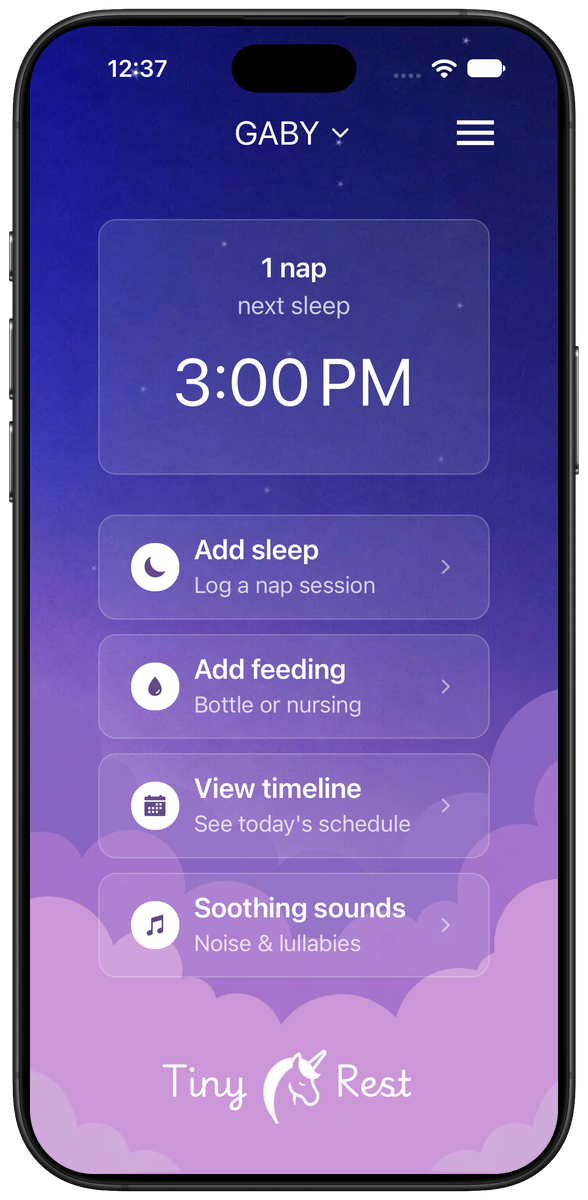 12:37
GABY
1 nap
next sleep
3:00 PM
Add sleep
Log a nap session
Add feeding
Bottle or nursing
View timeline
See today's schedule
Soothing sounds
Noise & lullabies
Tiny Rest